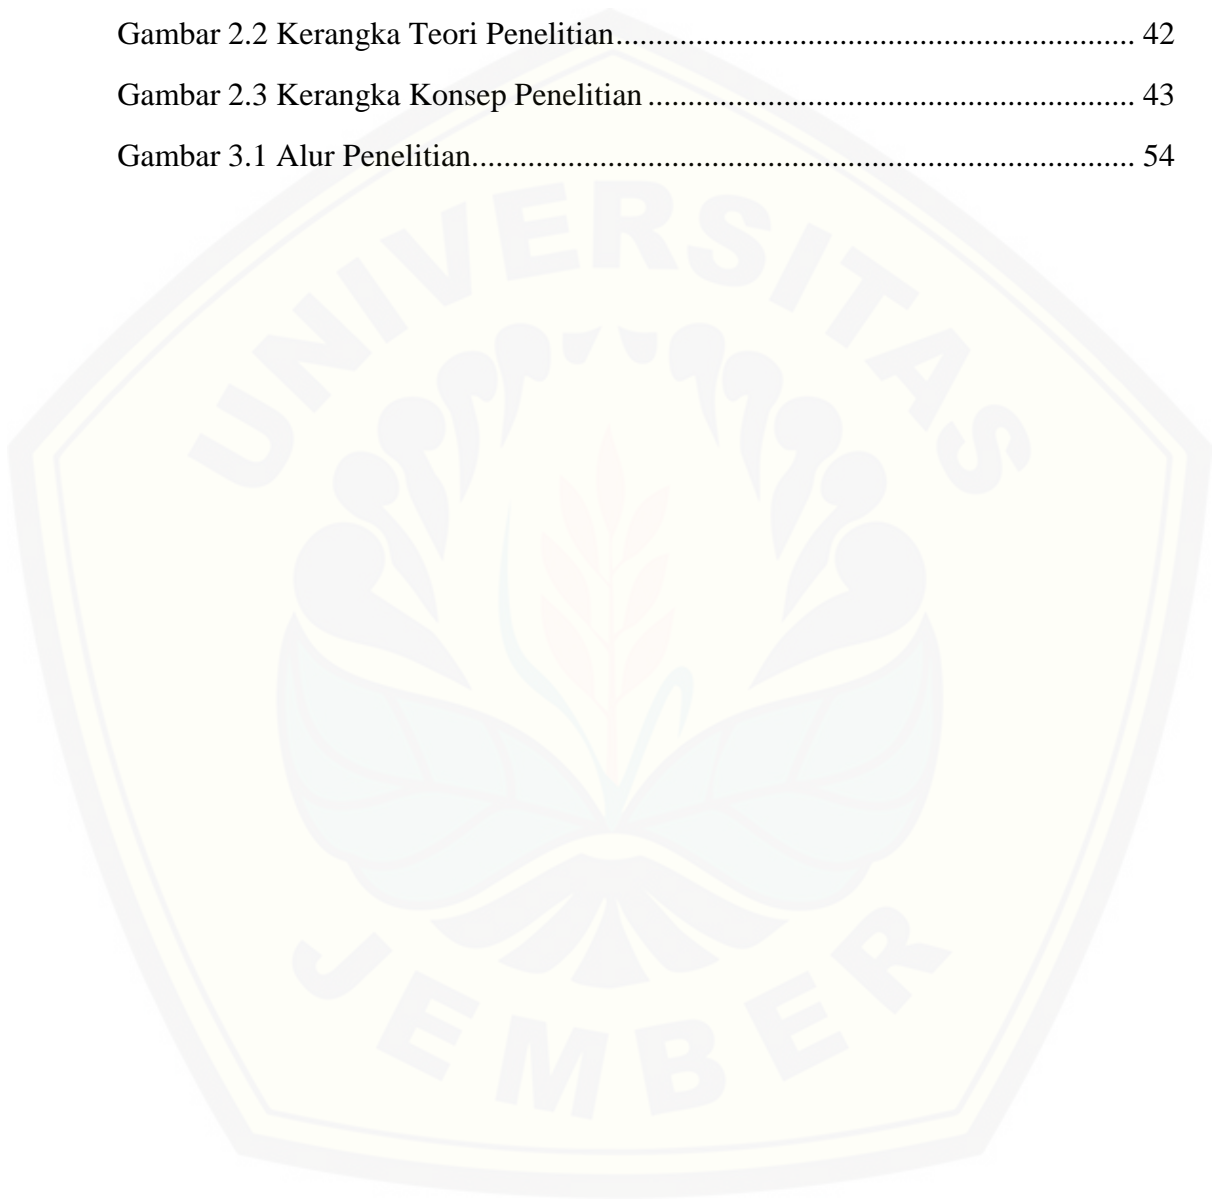 Gambar 2.2 Kerangka Teori Penelitian................................................................. 42
Gambar 2.3 Kerangka Konsep Penelitian ............................................................. 43
Gambar 3.1 Alur Penelitian................................................................................... 54
UNIVERSITAS
JEMBER